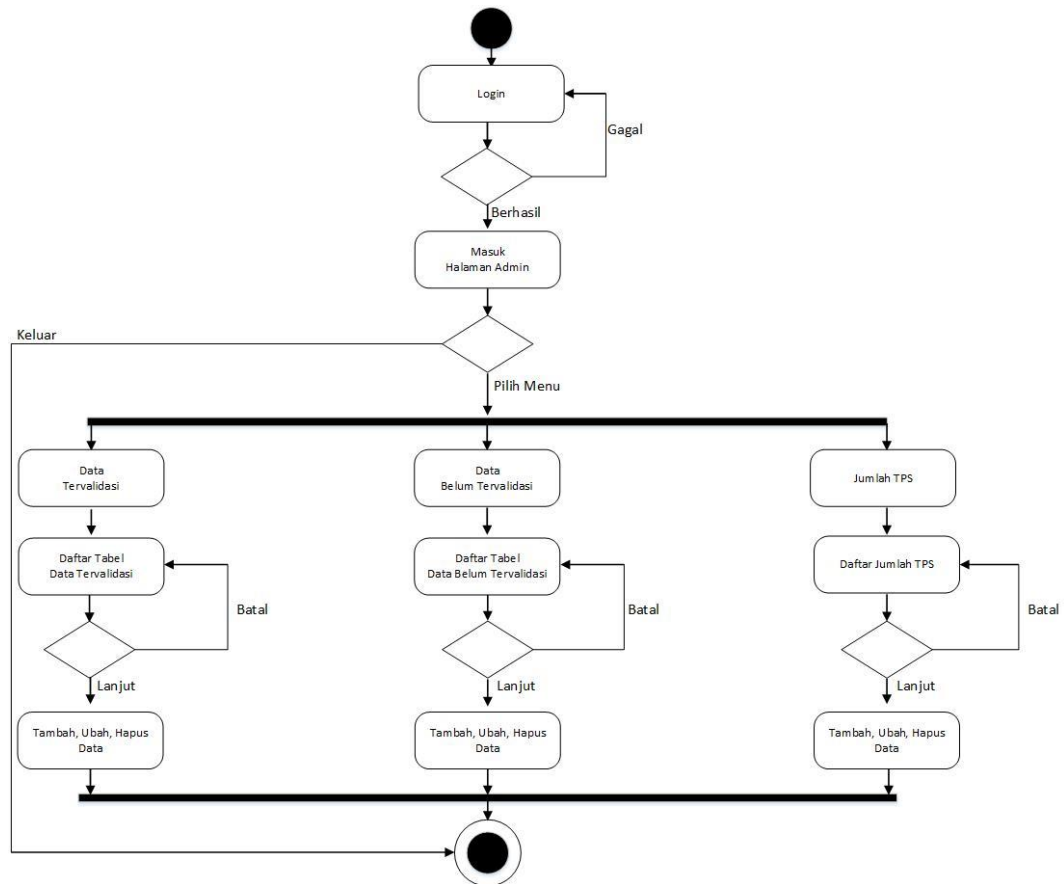 Login
Gagal
Berhasil
Masuk
Halaman Admin
Keluar
Pilih Menu
Data
Tervalidasi
Data
Belum Tervalidasi
Jumlah TPS
Daftar Tabel
Data Tervalidasi
Daftar Tabel
Data Belum Tervalidasi
Daftar Jumlah TPS
Batal
Batal
Batal
Lanjut
Lanjut
Lanjut
Tambah, Ubah, Hapus
Data
Tambah, Ubah, Hapus
Data
Tambah, Ubah, Hapus
Data